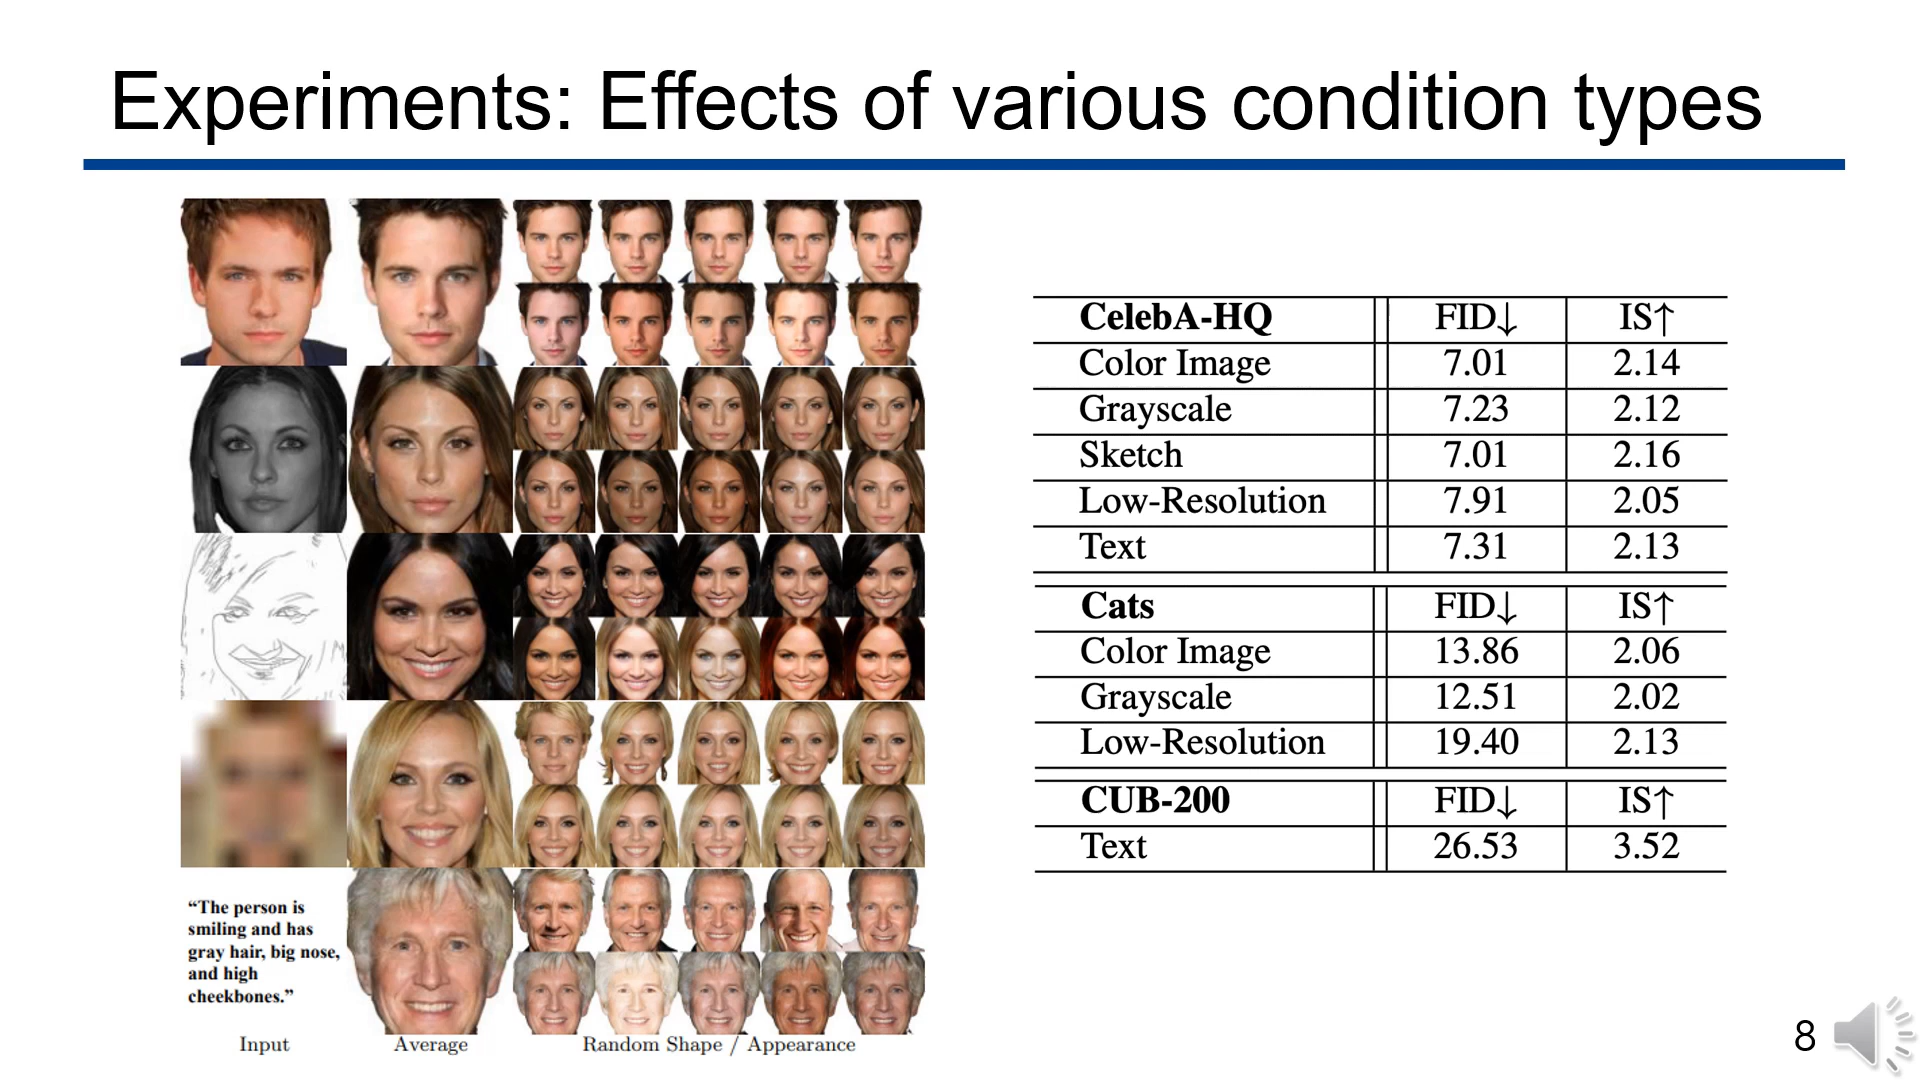 Experiments: Effects of various condition types
“The person is
smiling and has
gray hair, big nose,
and high
cheekbones.”
Input Average Random Shape / Appearance
CelebA-HQ FID↓ IS↑
Color Image 7.01 2.14
Grayscale 7.23 2.12
Sketch 7.01 2.16
Low-Resolution 7.91 2.05
Text 7.31 2.13
Cats FID↓ IS↑
Color Image 13.86 2.06
Grayscale 12.51 2.02
Low-Resolution 19.40 2.13
CUB-200 FID↓ IS↑
Text 26.53 3.52
8